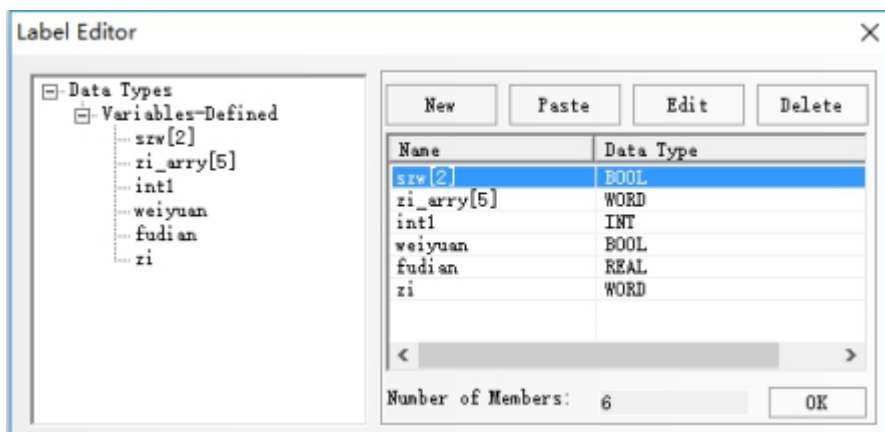 Label Editor
Data Types
Variables-Defined
szw[2]
zi_arry[5]
int1
weiyuan
fudian
zi
New Paste Edit Delete
Name Data Type
szw[2] BOOL
zi_arry[5] WORD
int1 INT
weiyuan BOOL
fudian REAL
zi WORD
Number of Members: 6 OK